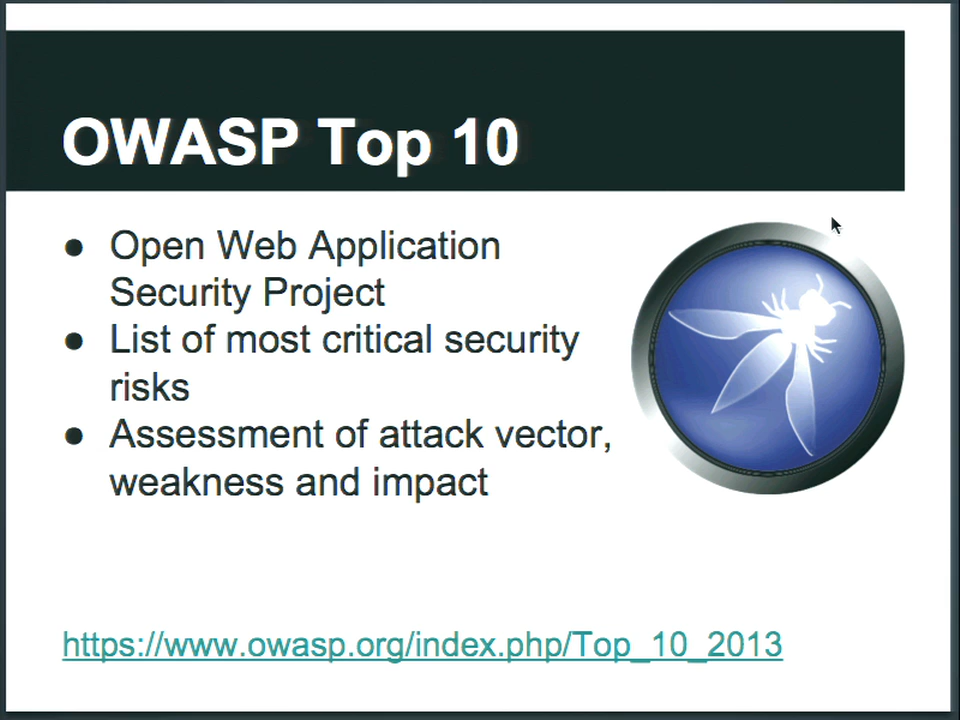 OWASP Top 10
● Open Web Application
Security Project
● List of most critical security
risks
● Assessment of attack vector,
weakness and impact
https://www.owasp.org/index.php/Top_10_2013